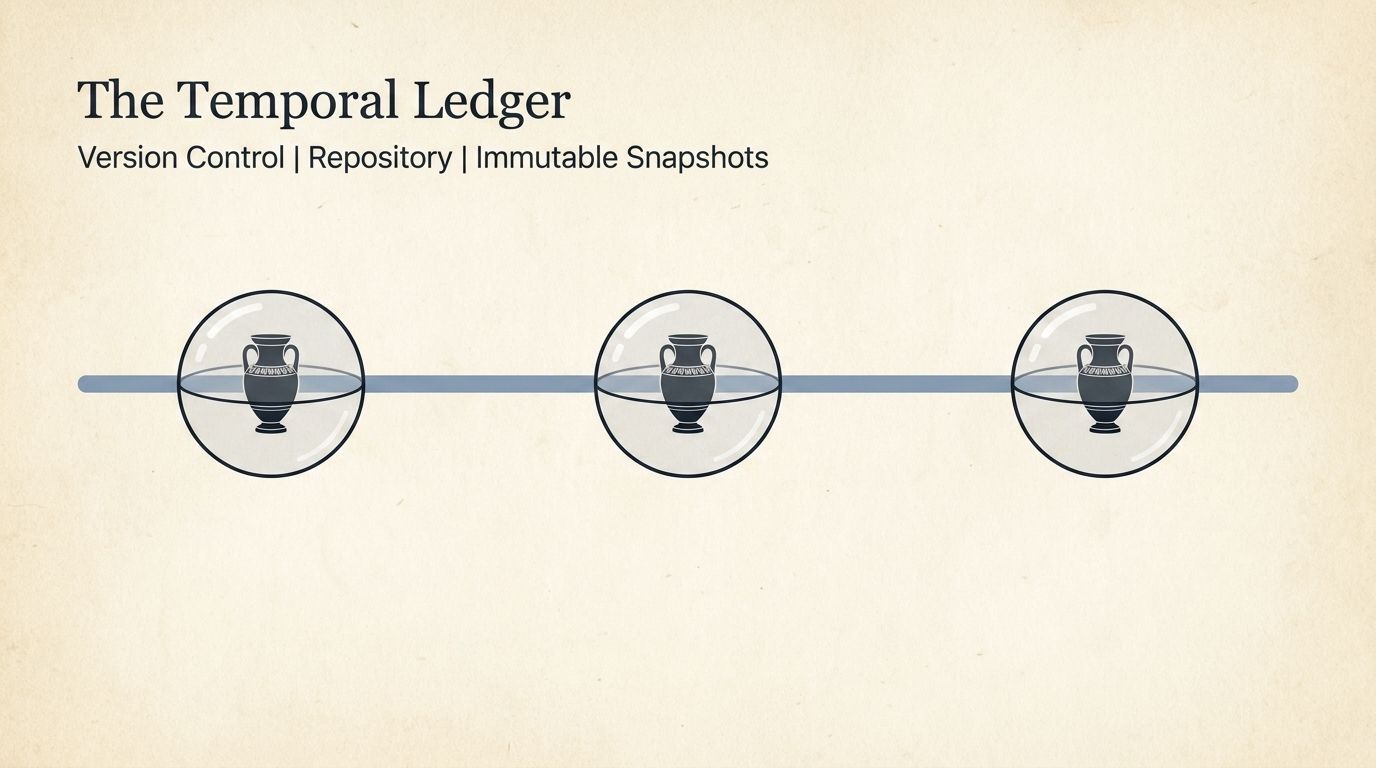 The Temporal Ledger
Version Control | Repository | Immutable Snapshots